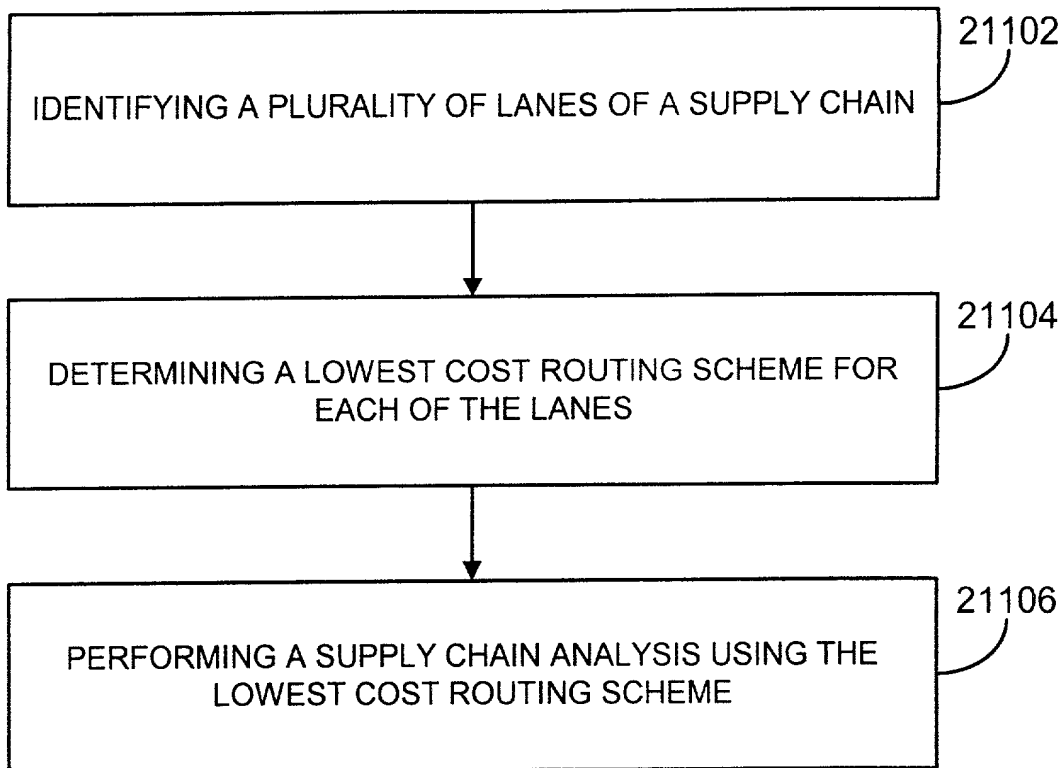 21102
IDENTIFYING A PLURALITY OF LANES OF A SUPPLY CHAIN
21104
DETERMINING A LOWEST COST ROUTING SCHEME FOR
EACH OF THE LANES
21106
PERFORMING A SUPPLY CHAIN ANALYSIS USING THE
LOWEST COST ROUTING SCHEME